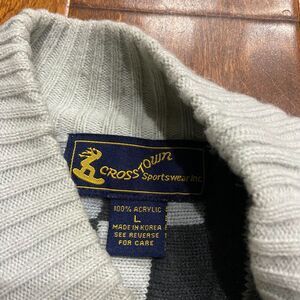 CROSSTOWN
Sportswear Inc.
100% ACRYLIC
L
MADE IN KOREA
SEE REVERSE
FOR CARE